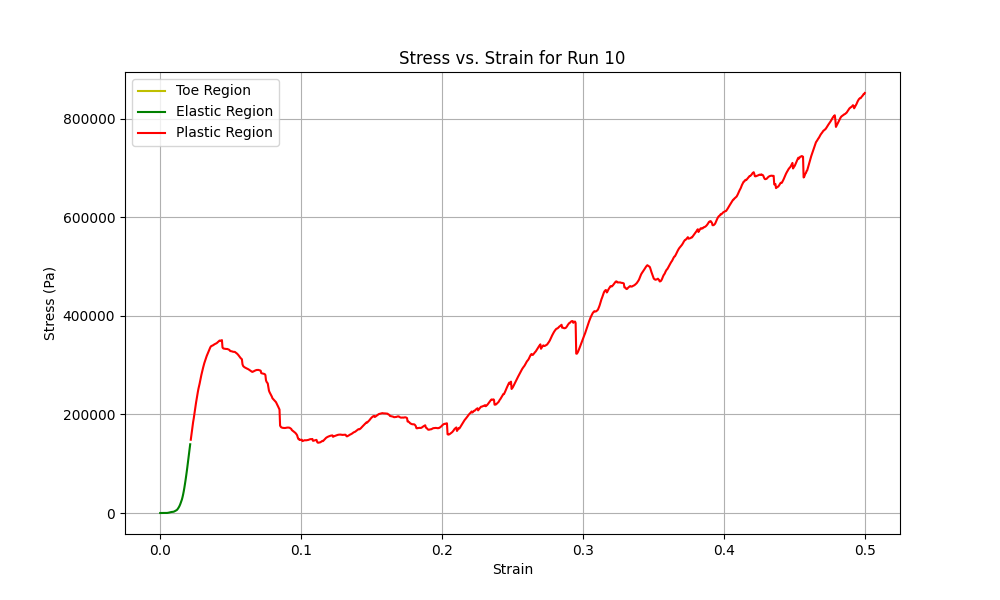 Stress vs. Strain for Run 10
Toe Region
Elastic Region
Plastic Region
800000
600000
400000
200000
0
Stress (Pa)
0.0 0.1 0.2 0.3 0.4 0.5
Strain